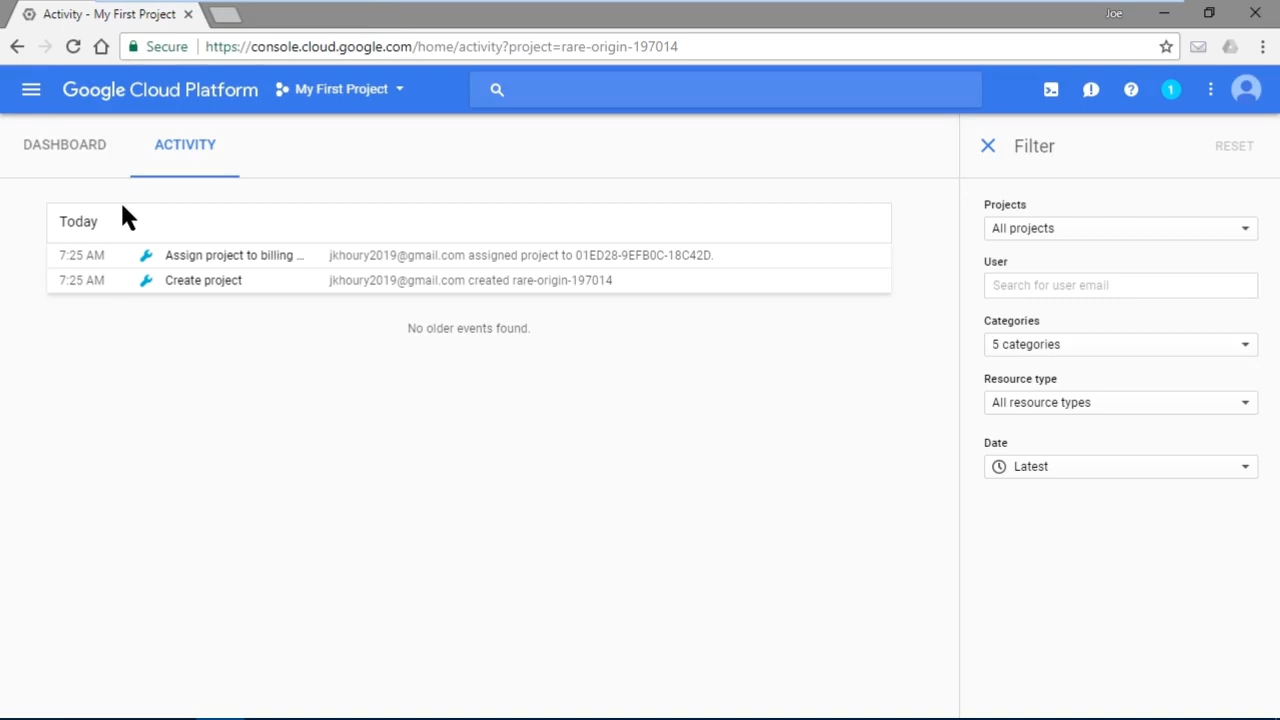 Activity - My First Project
Joe
Secure https://console.cloud.google.com/home/activity?project=rare-origin-197014
Google Cloud Platform My First Project 1
DASHBOARD ACTIVITY
Filter RESET
Today
7:25 AM Assign project to billing ... jkhoury2019@gmail.com assigned project to 01ED28-9EFB0C-18C42D.
7:25 AM Create project jkhoury2019@gmail.com created rare-origin-197014
No older events found.
Projects
All projects
User
Search for user email
Categories
5 categories
Resource type
All resource types
Date
Latest